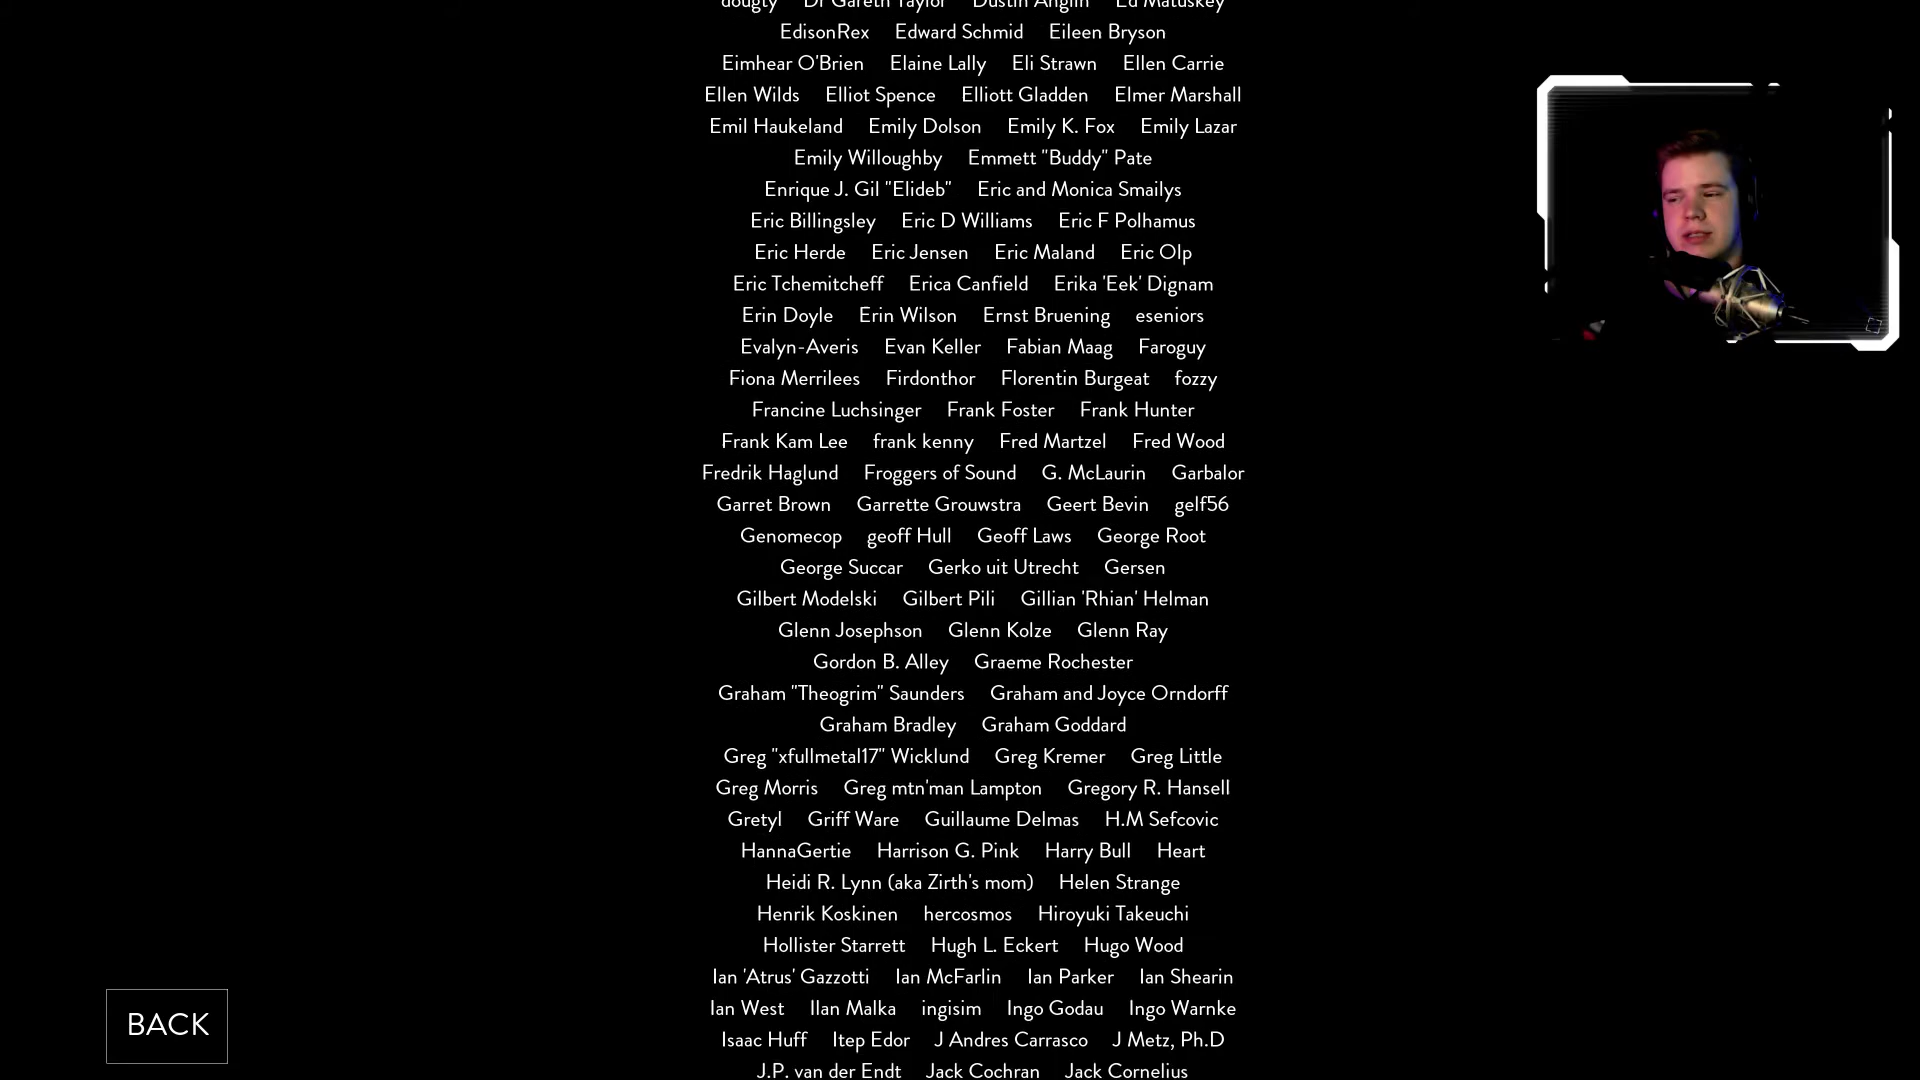 dougty Dr Gareth Taylor Dustin Anglin Ed Matuskey
EdisonRex Edward Schmid Eileen Bryson
Eimhear O'Brien Elaine Lally Eli Strawn Ellen Carrie
Ellen Wilds Elliot Spence Elliott Gladden Elmer Marshall
Emil Haukeland Emily Dolson Emily K. Fox Emily Lazar
Emily Willoughby Emmett "Buddy" Pate
Enrique J. Gil "Elideb" Eric and Monica Smailys
Eric Billingsley Eric D Williams Eric F Polhamus
Eric Herde Eric Jensen Eric Maland Eric Olp
Eric Tchemitcheff Erica Canfield Erika 'Eek' Dignam
Erin Doyle Erin Wilson Ernst Bruening eseniors
Evalyn-Averis Evan Keller Fabian Maag Faroguy
Fiona Merrilees Firdonthor Florentin Burgeat fozzy
Francine Luchsinger Frank Foster Frank Hunter
Frank Kam Lee frank kenny Fred Martzel Fred Wood
Fredrik Haglund Froggers of Sound G. McLaurin Garbalor
Garret Brown Garrette Grouwstra Geert Bevin gelf56
Genomecop geoff Hull Geoff Laws George Root
George Succar Gerko uit Utrecht Gersen
Gilbert Modelski Gilbert Pili Gillian 'Rhian' Helman
Glenn Josephson Glenn Kolze Glenn Ray
Gordon B. Alley Graeme Rochester
Graham "Theogrim" Saunders Graham and Joyce Orndorff
Graham Bradley Graham Goddard
Greg "xfullmetal17" Wicklund Greg Kremer Greg Little
Greg Morris Greg mtn'man Lampton Gregory R. Hansell
Gretyl Griff Ware Guillaume Delmas H.M Sefcovic
HannaGertie Harrison G. Pink Harry Bull Heart
Heidi R. Lynn (aka Zirth's mom) Helen Strange
Henrik Koskinen hercosmos Hiroyuki Takeuchi
Hollister Starrett Hugh L. Eckert Hugo Wood
Ian 'Atrus' Gazzotti Ian McFarlin Ian Parker Ian Shearin
Ian West Ilan Malka ingisim Ingo Godau Ingo Warnke
Isaac Huff Itep Edor J Andres Carrasco J Metz, Ph.D
J.P. van der Endt Jack Cochran Jack Cornelius
BACK